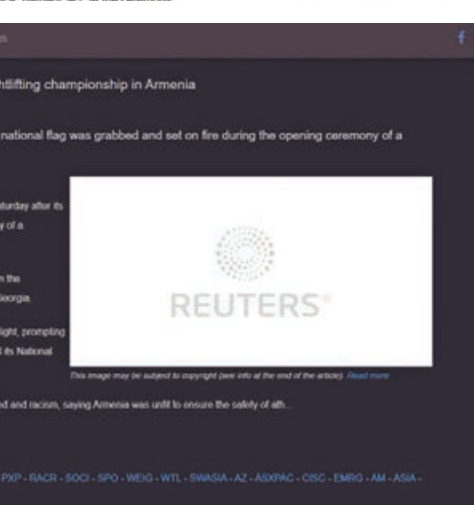 n
htlifting championship in Armenia
national flag was grabbed and set on fire during the opening ceremony of a
aturday after its
y of a
n the
Georgia.
light, prompting
l its National
REUTERS®
This image may be subject to copyright (see info at the end of the article). Read more
ed and racism, saying Armenia was unfit to ensure the safety of ath...
PXP - RACR - SOCI - SPO - WEIG - WTL - SWASIA - AZ - ASXPAC - CISC - EMRG - AM - ASIA -